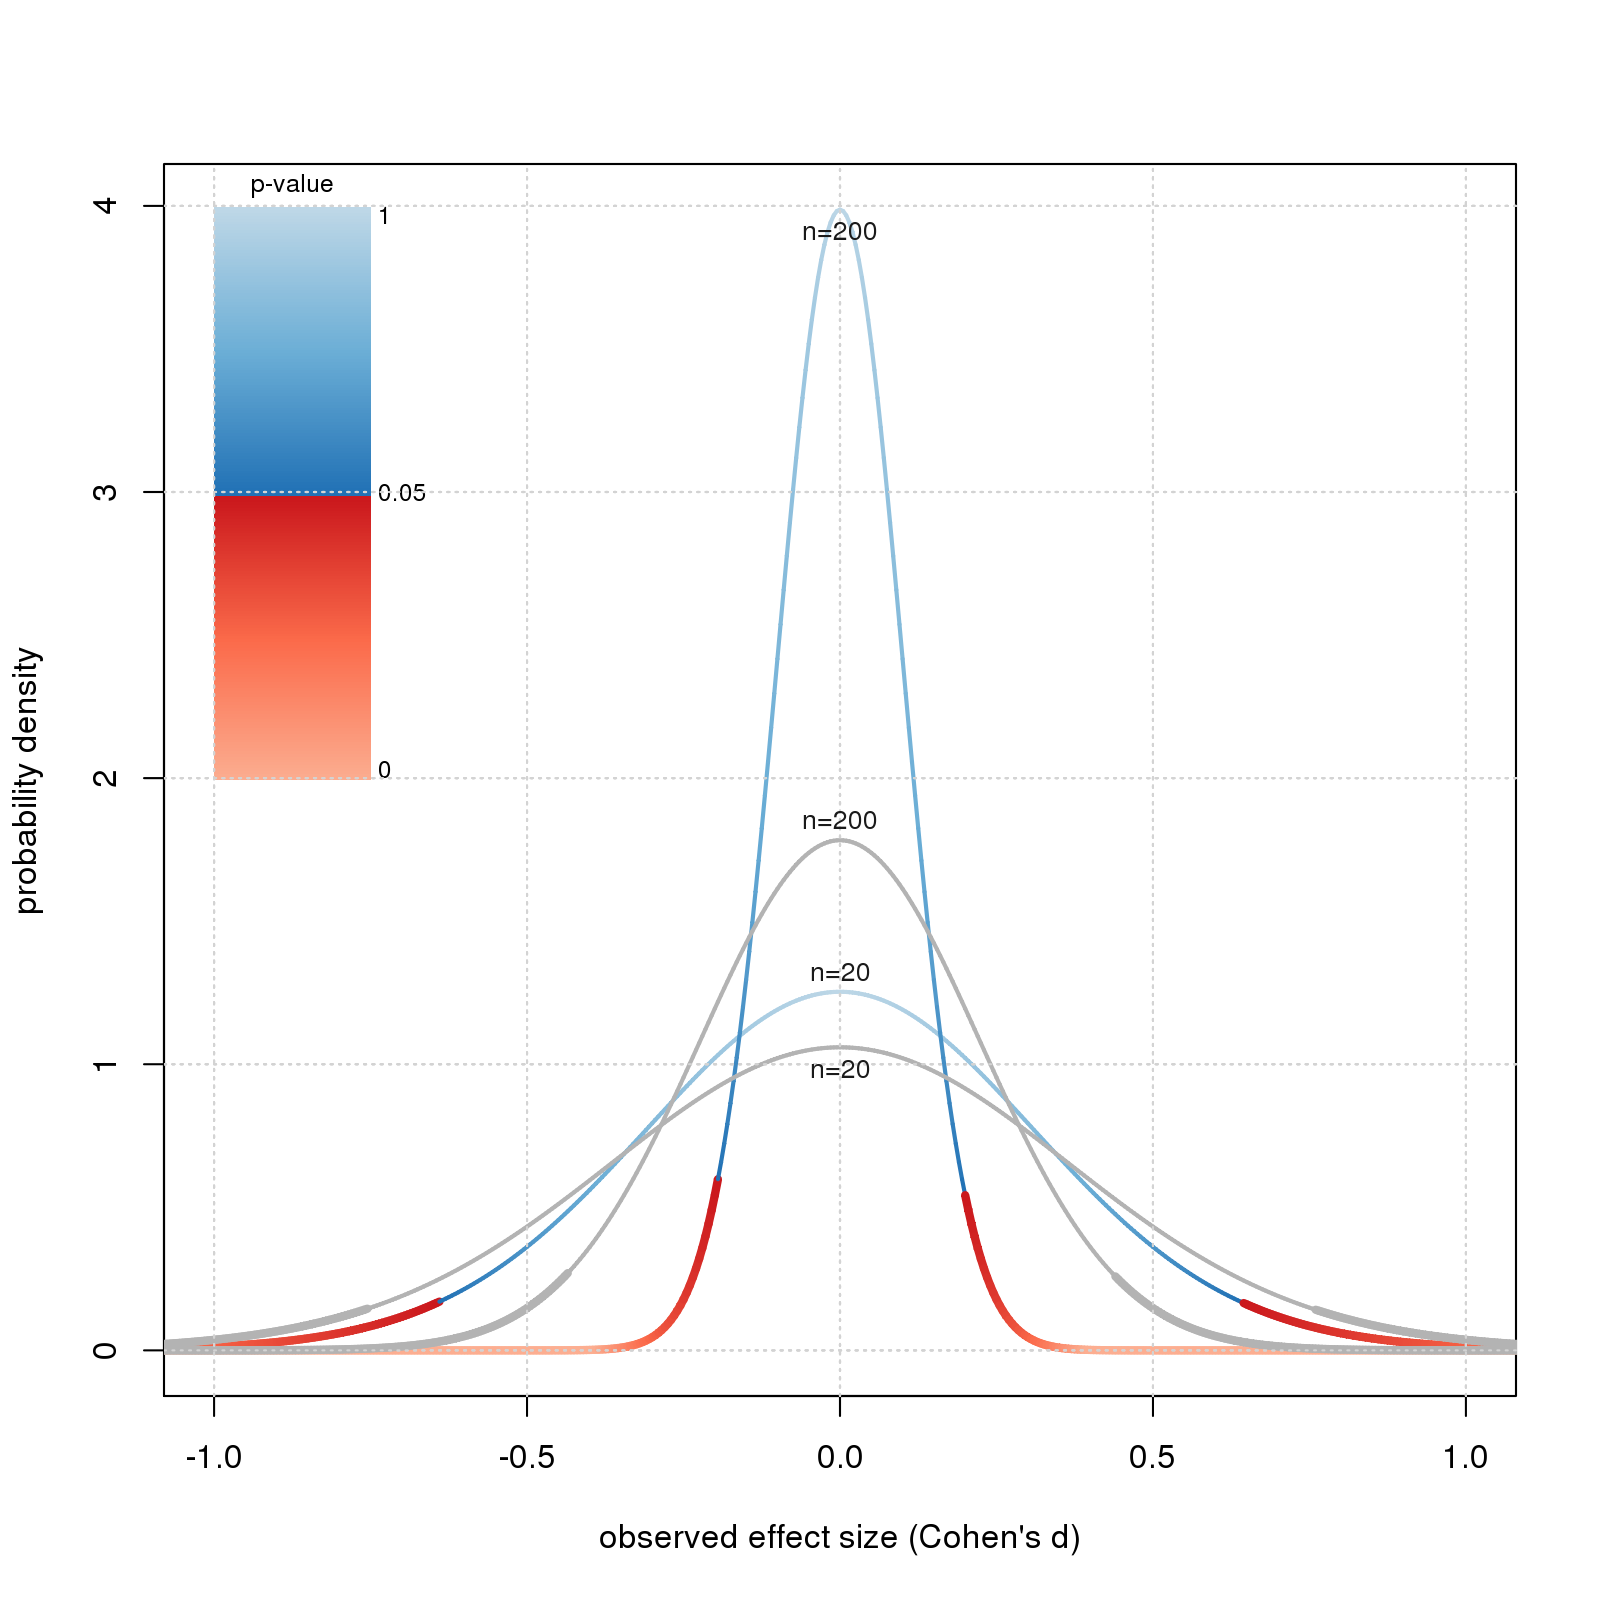 p-value
1
0.05
0
n=200
n=200
n=20
n=20
probability density
4
3
2
1
0
-1.0
-0.5
0.0
0.5
1.0
observed effect size (Cohen's d)